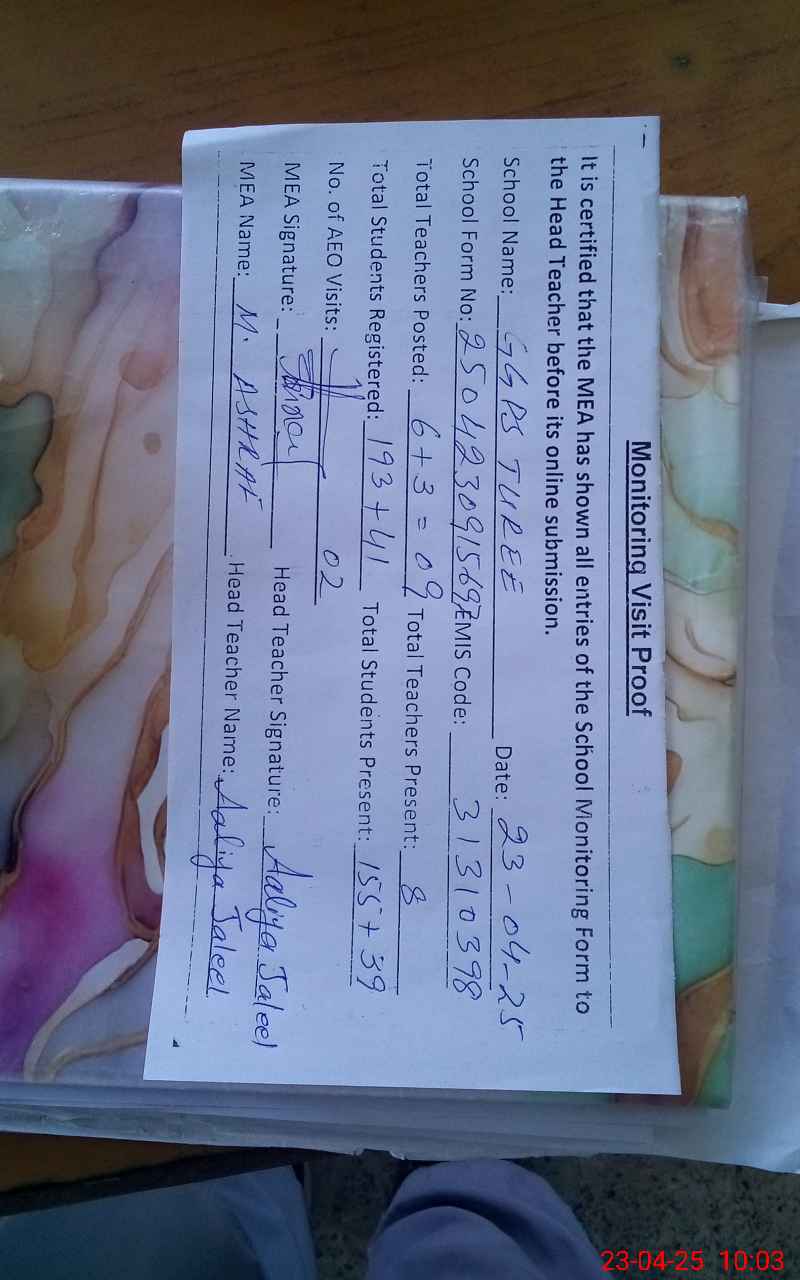 Monitoring Visit Proof
It is certified that the MEA has shown all entries of the School Monitoring Form to
the Head Teacher before its online submission.
School Name: GGPS TUREE Date: 23-04-25
School Form No: 25042309156 EMIS Code: 31310398
Total Teachers Posted: 6+3=09 Total Teachers Present: 8
Total Students Registered: 193+41 Total Students Present: 155+39
No. of AEO Visits: 02
MEA Signature: Head Teacher Signature: Aaliya Jaleel
MEA Name: M. ASHRAF Head Teacher Name: Aaliya Jaleel
23-04-25 10:03